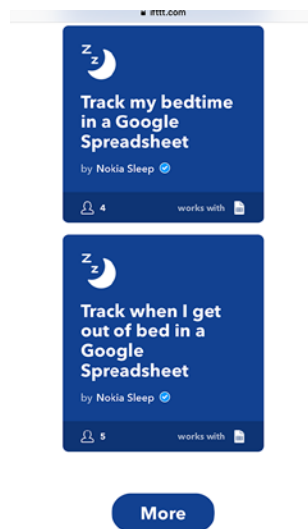 ifttt.com
z
z
Track my bedtime
in a Google
Spreadsheet
by Nokia Sleep
4 works with
z
z
Track when I get
out of bed in a
Google
Spreadsheet
by Nokia Sleep
5 works with
More